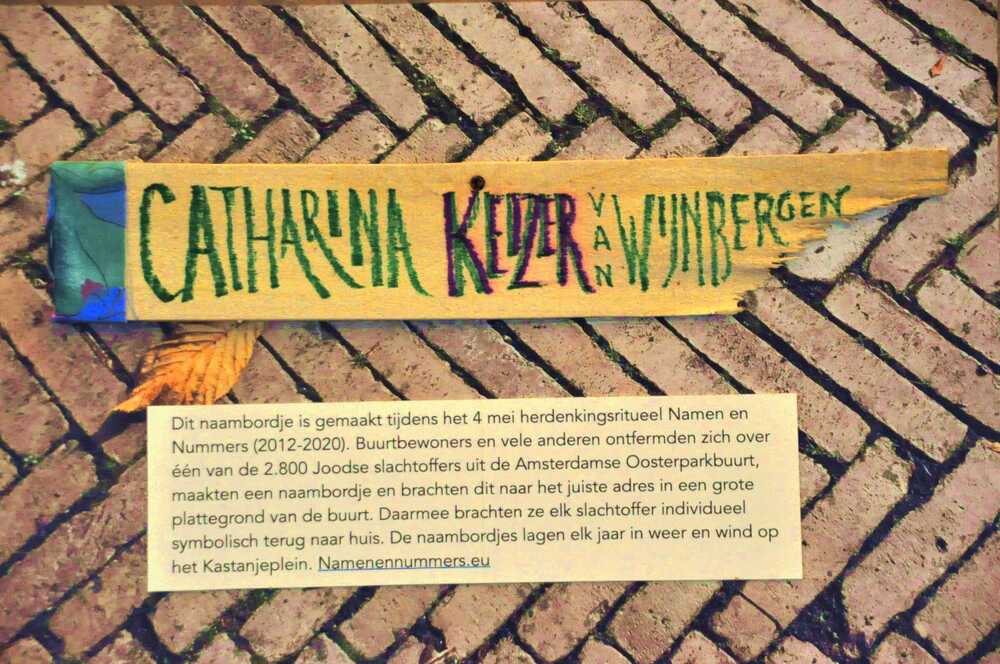 CATHARINA KEIZER VAN WIJNBERGEN
Dit naambordje is gemaakt tijdens het 4 mei herdenkingsritueel Namen en
Nummers (2012-2020). Buurtbewoners en vele anderen ontfermden zich over
één van de 2.800 Joodse slachtoffers uit de Amsterdamse Oosterparkbuurt,
maakten een naambordje en brachten dit naar het juiste adres in een grote
plattegrond van de buurt. Daarmee brachten ze elk slachtoffer individueel
symbolisch terug naar huis. De naambordjes lagen elk jaar in weer en wind op
het Kastanjeplein. Namenennummers.eu